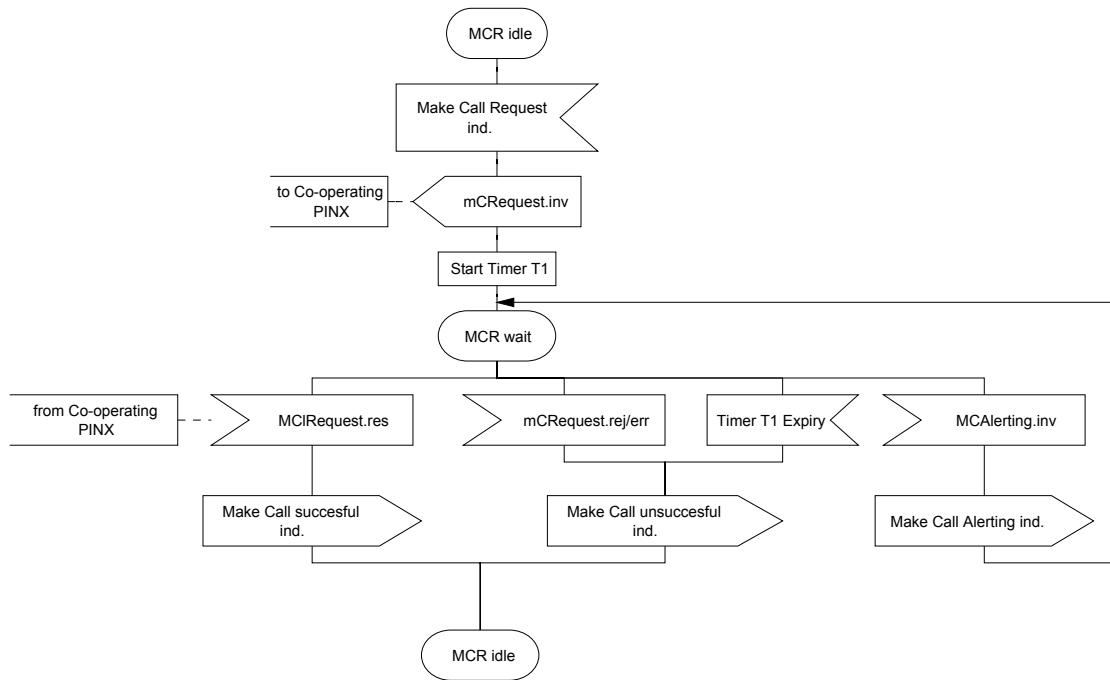 MCR idle
Make Call Request
ind.
to Co-operating
PINX
mCRequest.inv
Start Timer T1
MCR wait
from Co-operating
PINX
MClRequest.res
mCRequest.rej/err
Timer T1 Expiry
MCAlerting.inv
Make Call succesful
ind.
Make Call unsuccesful
ind.
Make Call Alerting ind.
MCR idle